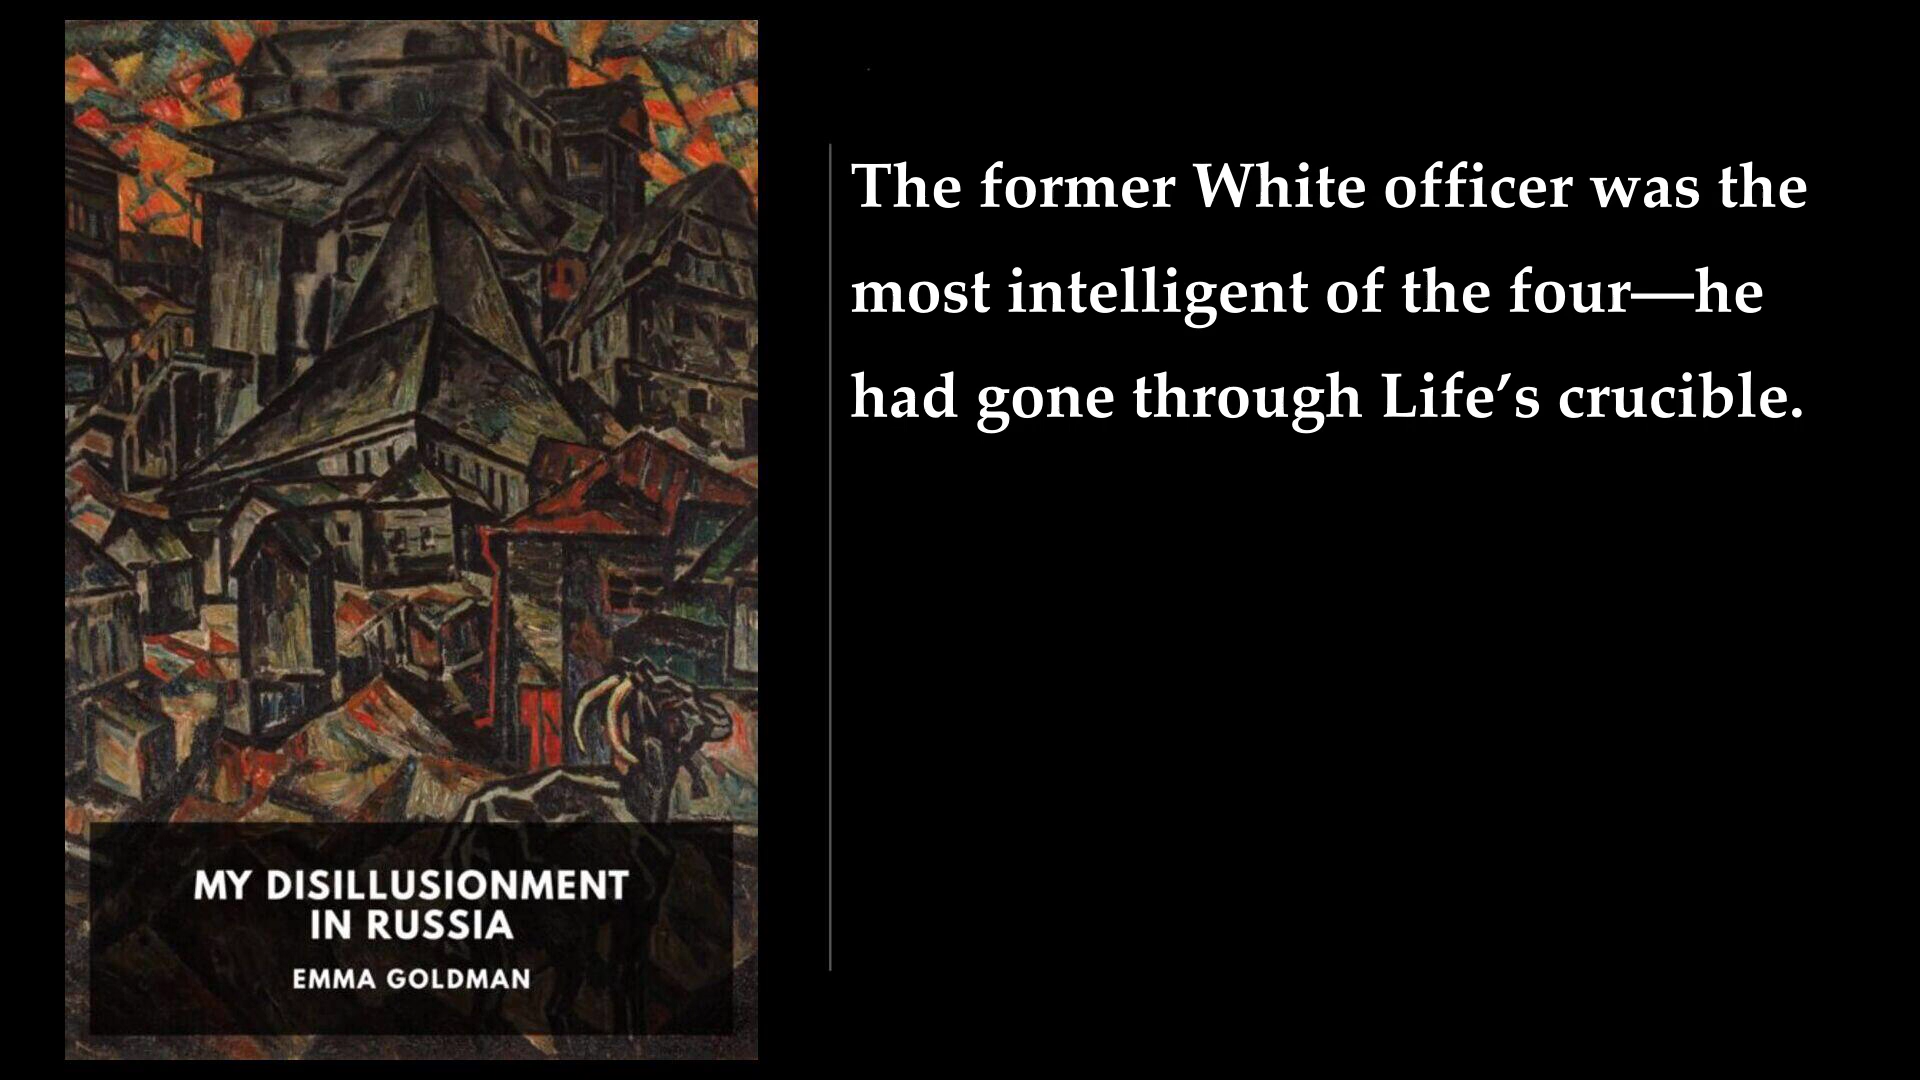 The former White officer was the
most intelligent of the four—he
had gone through Life’s crucible.
MY DISILLUSIONMENT
IN RUSSIA
EMMA GOLDMAN